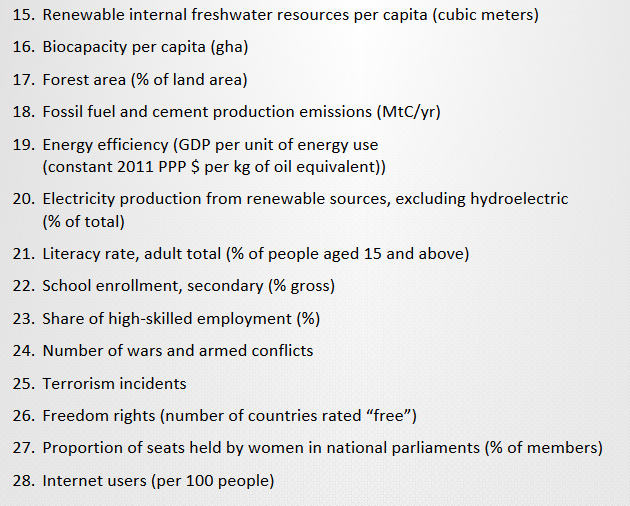 15. Renewable internal freshwater resources per capita (cubic meters)
16. Biocapacity per capita (gha)
17. Forest area (% of land area)
18. Fossil fuel and cement production emissions (MtC/yr)
19. Energy efficiency (GDP per unit of energy use
(constant 2011 PPP $ per kg of oil equivalent))
20. Electricity production from renewable sources, excluding hydroelectric
(% of total)
21. Literacy rate, adult total (% of people aged 15 and above)
22. School enrollment, secondary (% gross)
23. Share of high-skilled employment (%)
24. Number of wars and armed conflicts
25. Terrorism incidents
26. Freedom rights (number of countries rated “free”)
27. Proportion of seats held by women in national parliaments (% of members)
28. Internet users (per 100 people)